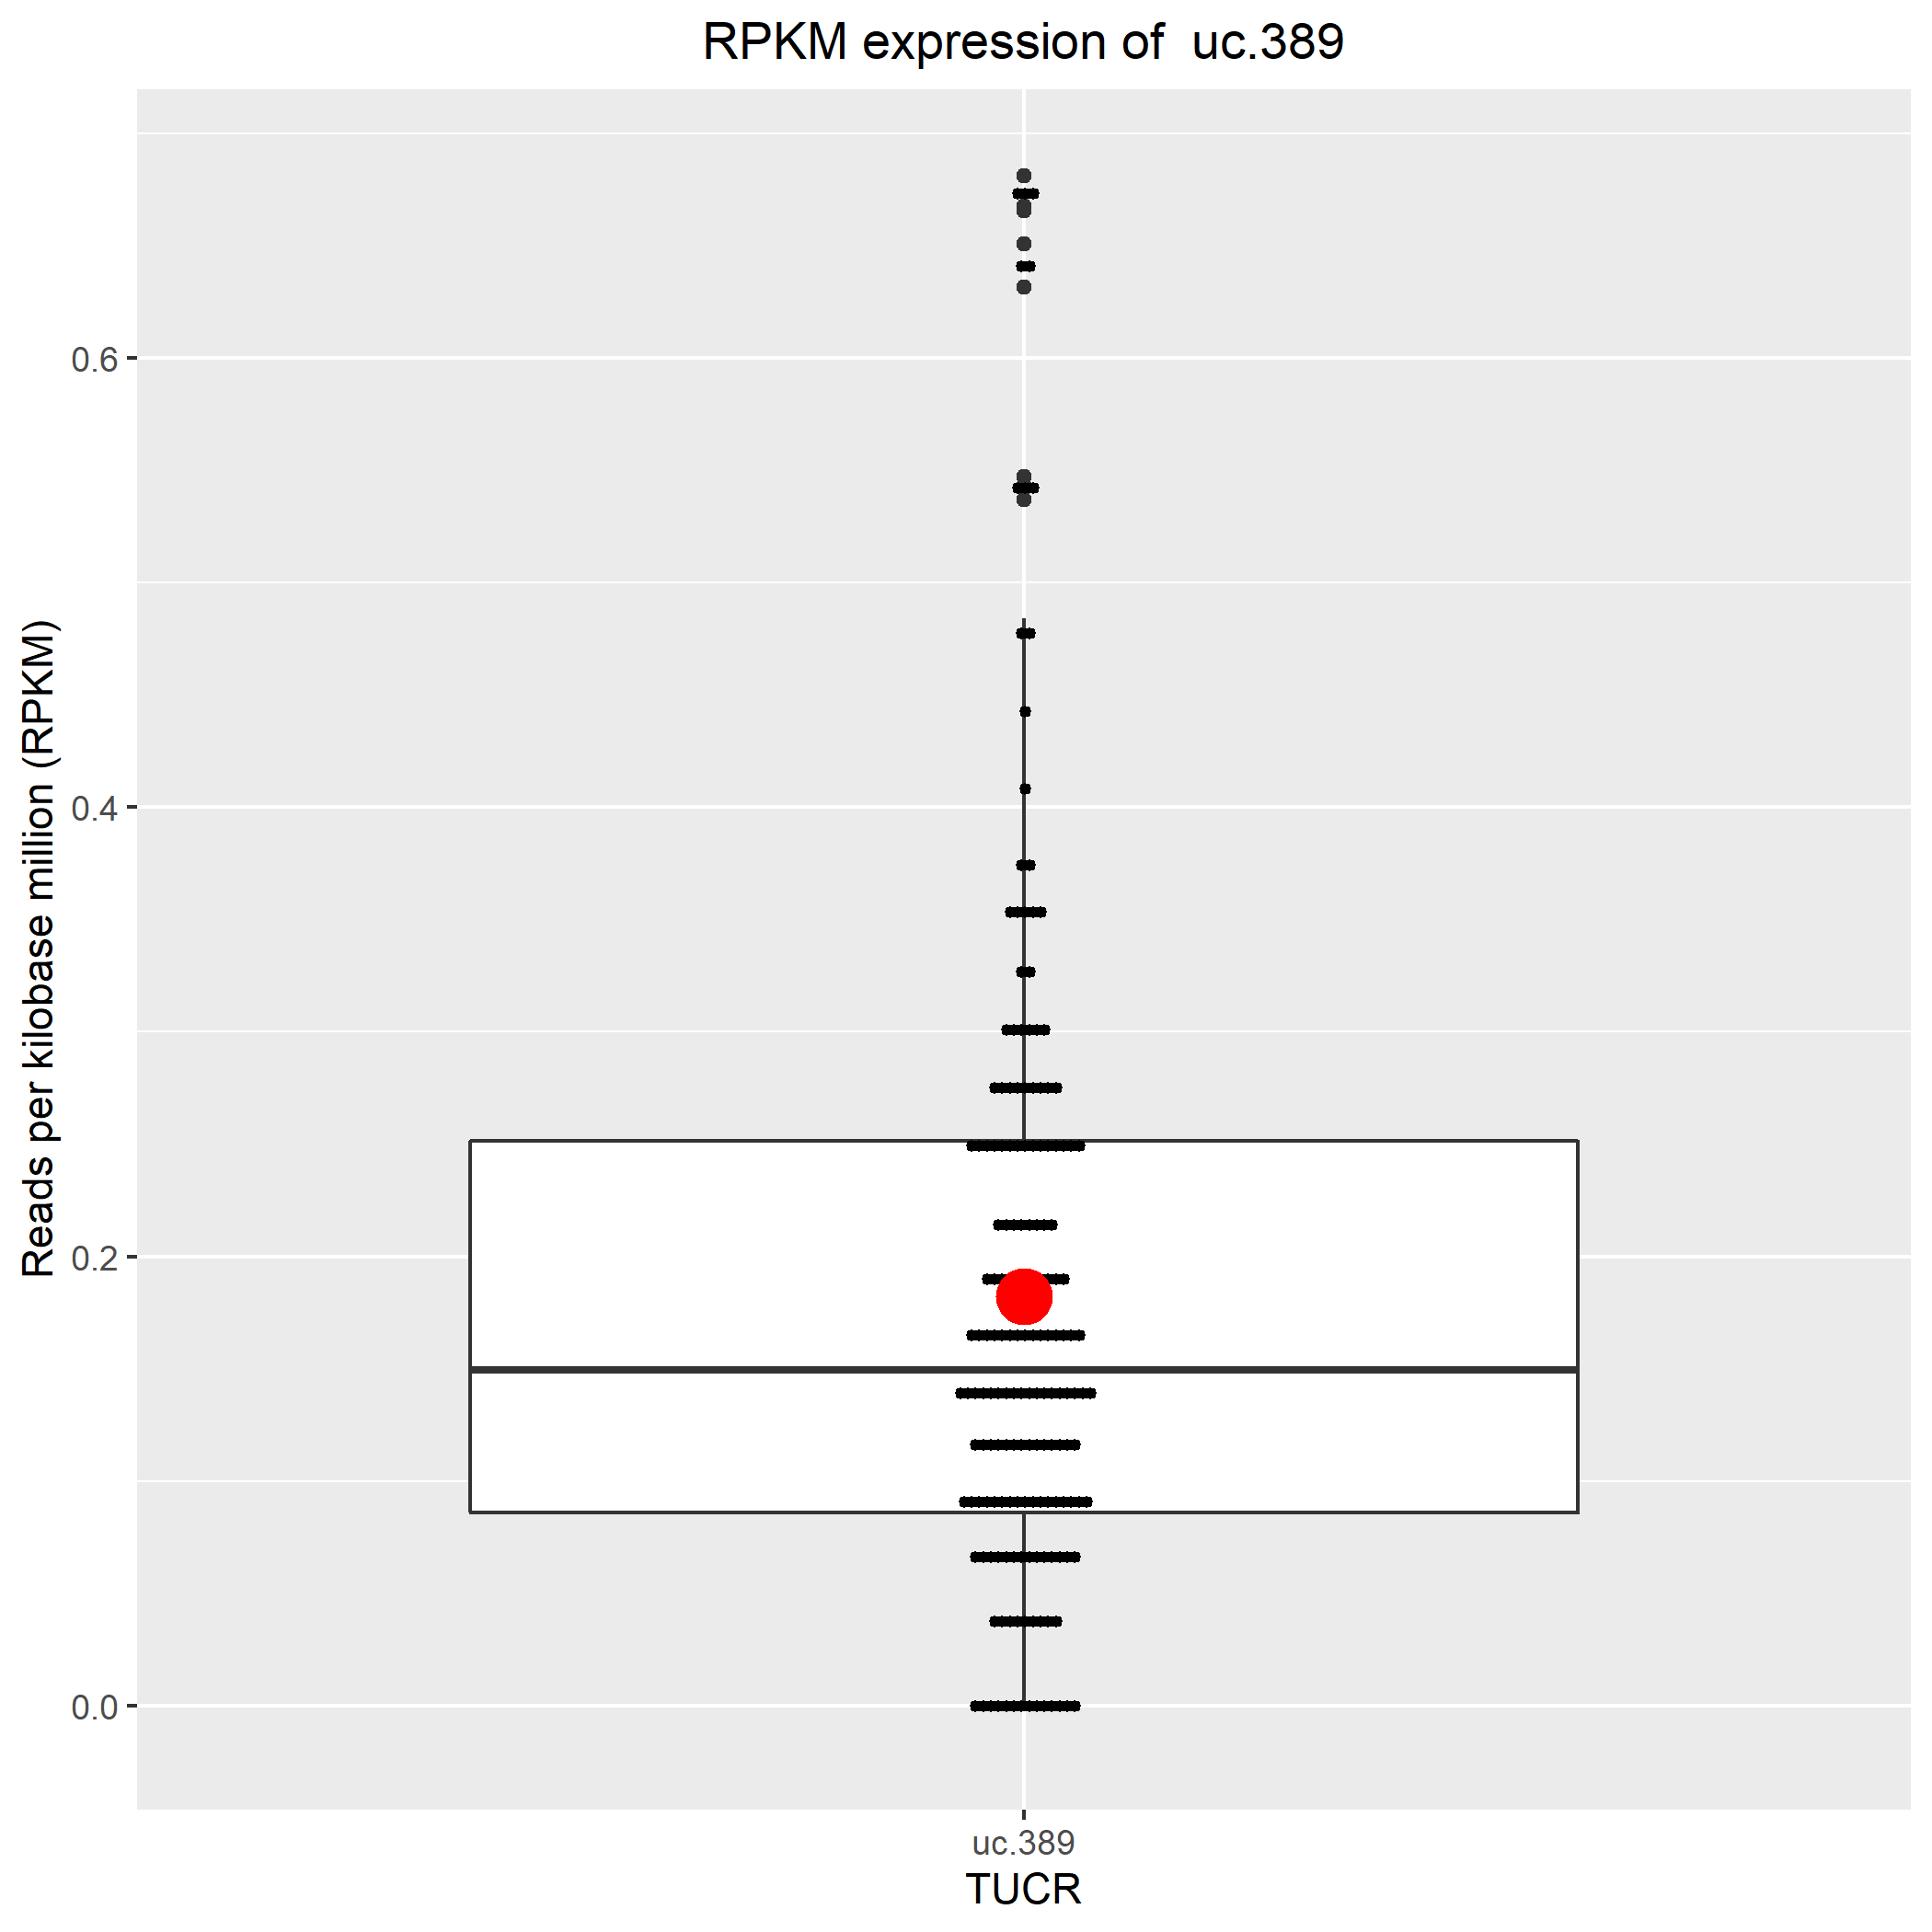 RPKM expression of  uc.389
Reads per kilobase million (RPKM)
0.6
0.4
0.2
0.0
uc.389
TUCR